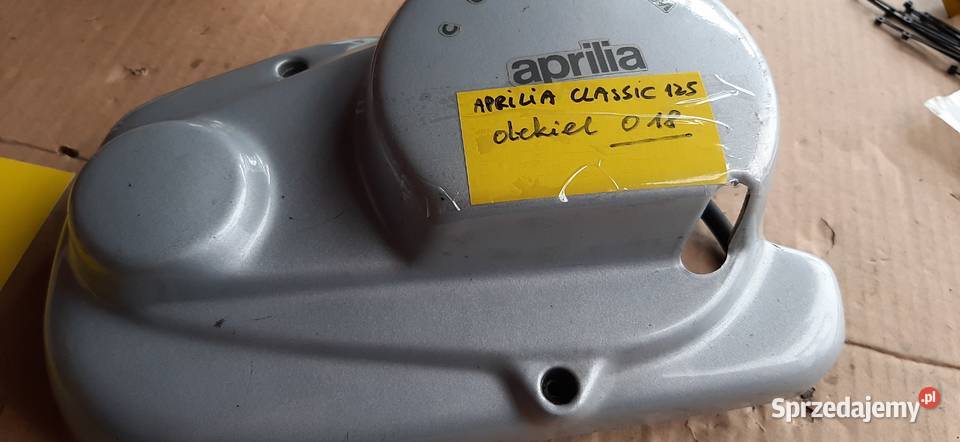 aprilia
APRILIA CLASSIC 125
dekiel 018
Sprzedajemy.pl